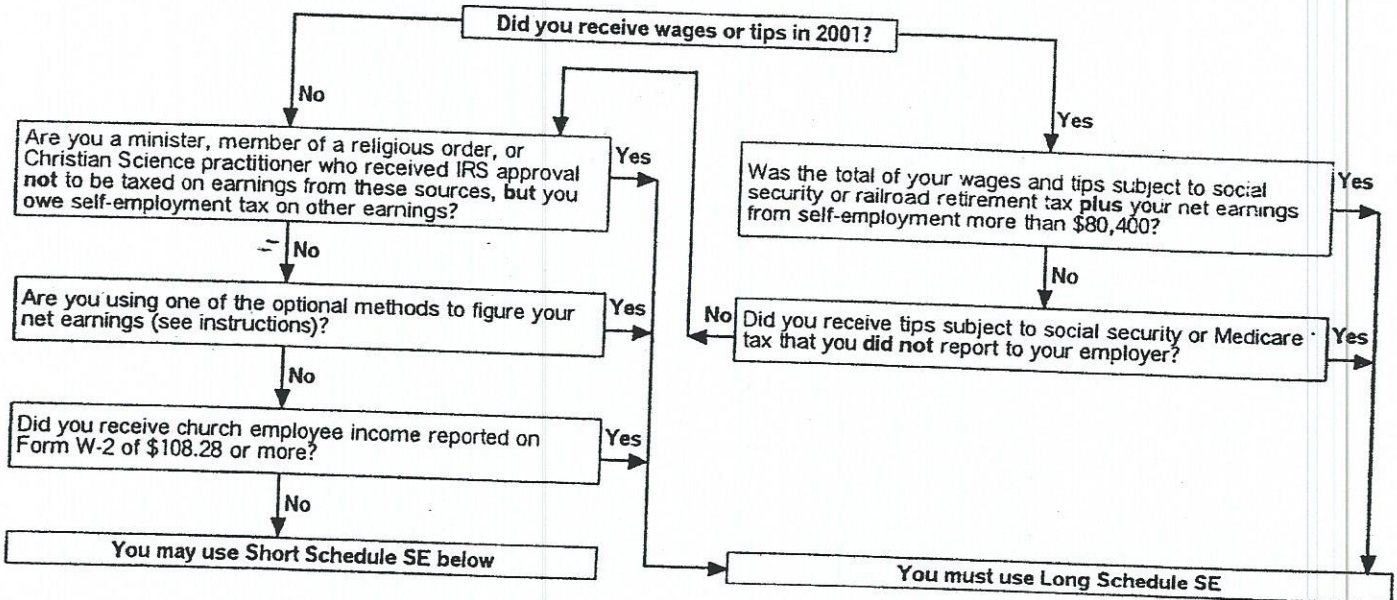 Did you receive wages or tips in 2001?
No
Yes
Are you a minister, member of a religious order, or
Christian Science practitioner who received IRS approval
not to be taxed on earnings from these sources, but you
owe self-employment tax on other earnings?
Yes
Was the total of your wages and tips subject to social
security or railroad retirement tax plus your net earnings
from self-employment more than $80,400?
Yes
No
No
Are you using one of the optional methods to figure your
net earnings (see instructions)?
Yes
No
Did you receive tips subject to social security or Medicare
tax that you did not report to your employer?
Yes
No
Did you receive church employee income reported on
Form W-2 of $108.28 or more?
Yes
No
You may use Short Schedule SE below
You must use Long Schedule SE